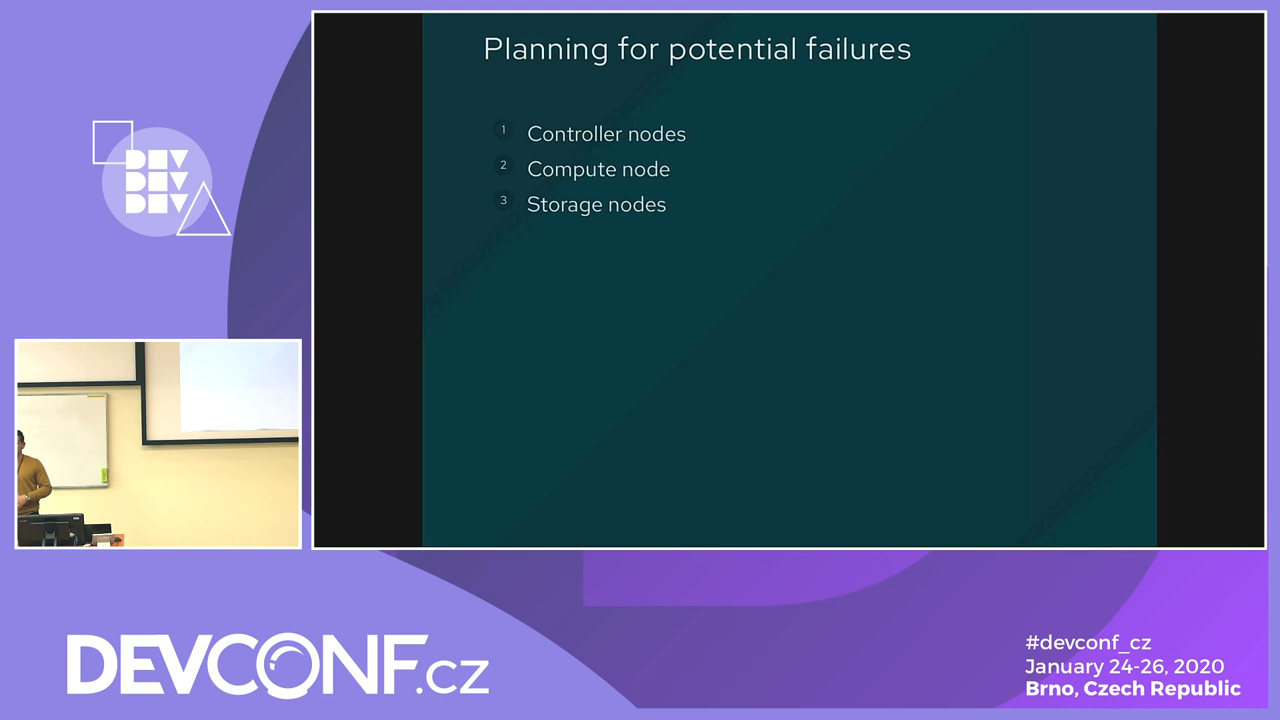 Planning for potential failures
1 Controller nodes
2 Compute node
3 Storage nodes
DEV
DEV
DEV
DEVCONF.cz
#devconf_cz
January 24-26, 2020
Brno, Czech Republic